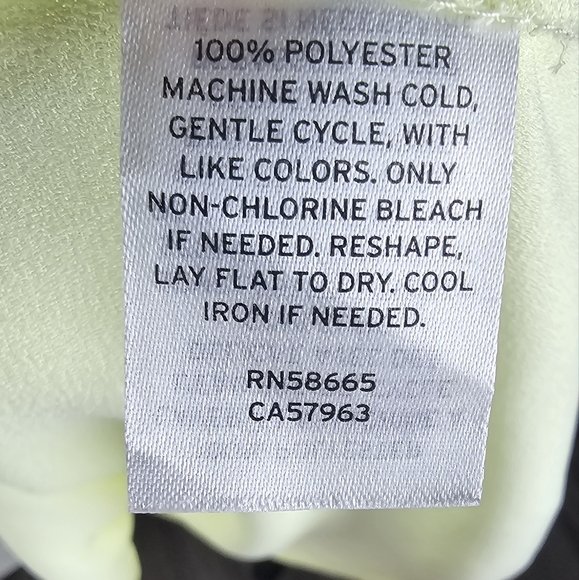 100% POLYESTER
MACHINE WASH COLD,
GENTLE CYCLE, WITH
LIKE COLORS. ONLY
NON-CHLORINE BLEACH
IF NEEDED. RESHAPE,
LAY FLAT TO DRY. COOL
IRON IF NEEDED.
RN58665
CA57963